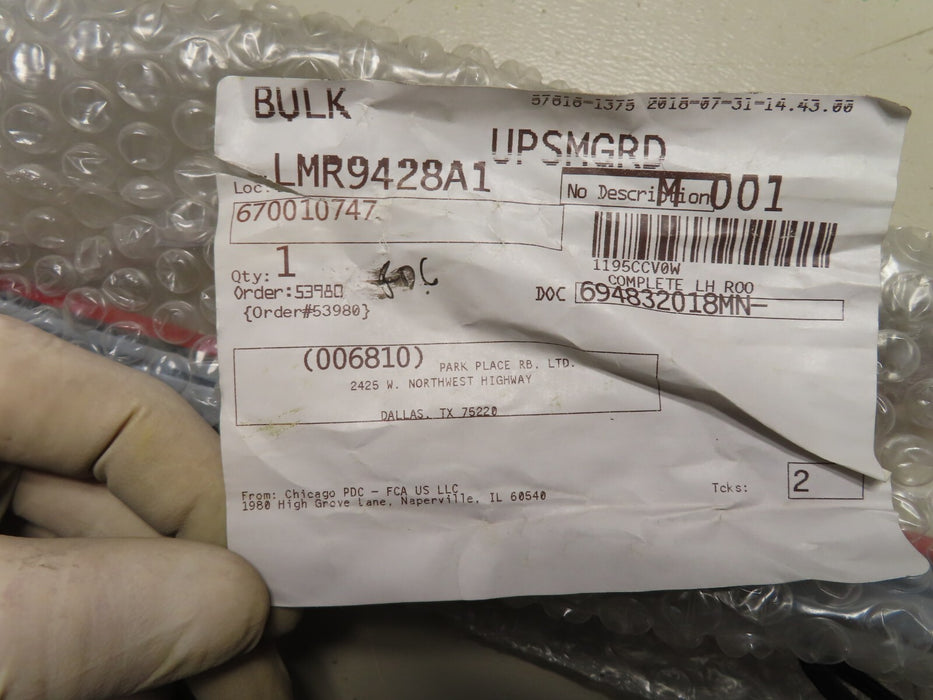 BULK
57618-1375 2018-07-31-14.43.00
UPSMGRD
Loc: LMR9428A1
No Description M 001
670010747
1195CCV0W
COMPLETE LH ROO
Qty: 1
Order:53980
DOC 694832018MN-
{Order#53980}
(006810) PARK PLACE RB. LTD.
2425 W. NORTHWEST HIGHWAY
DALLAS, TX 75220
Tcks: 2
From: Chicago PDC - FCA US LLC
1980 High Grove Lane, Naperville, IL 60540